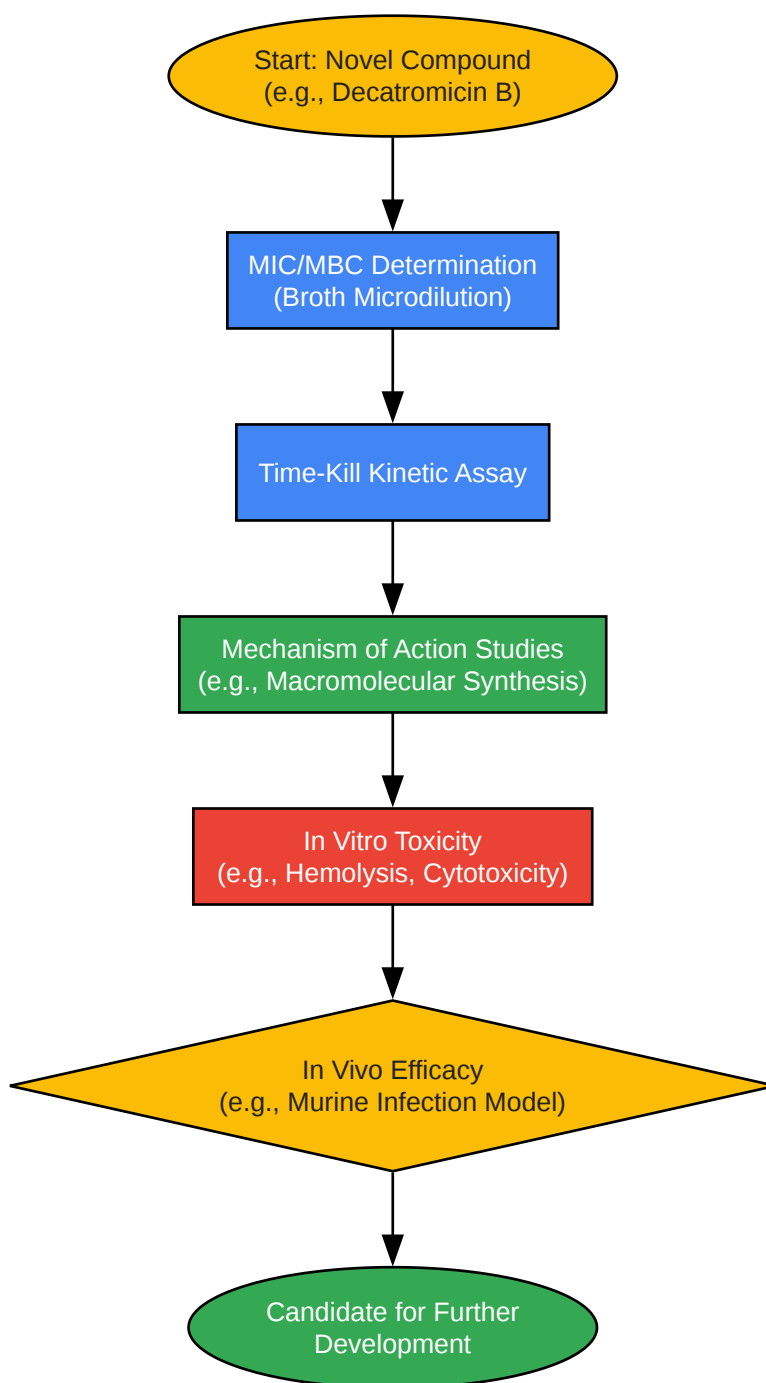 Start: Novel Compound
(e.g., Decatromicin B)
MIC/MBC Determination
(Broth Microdilution)
Time-Kill Kinetic Assay
Mechanism of Action Studies
(e.g., Macromolecular Synthesis)
In Vitro Toxicity
(e.g., Hemolysis, Cytotoxicity)
In Vivo Efficacy
(e.g., Murine Infection Model)
Candidate for Further
Development